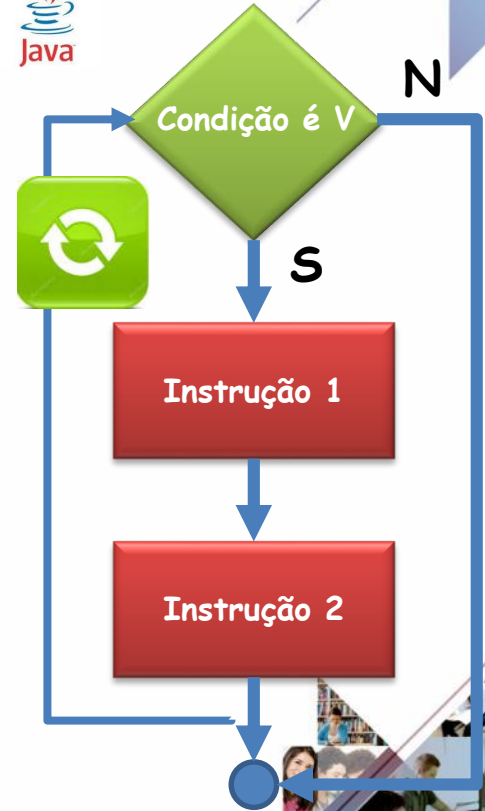 Java
N
Condição é V
S
Instrução 1
Instrução 2